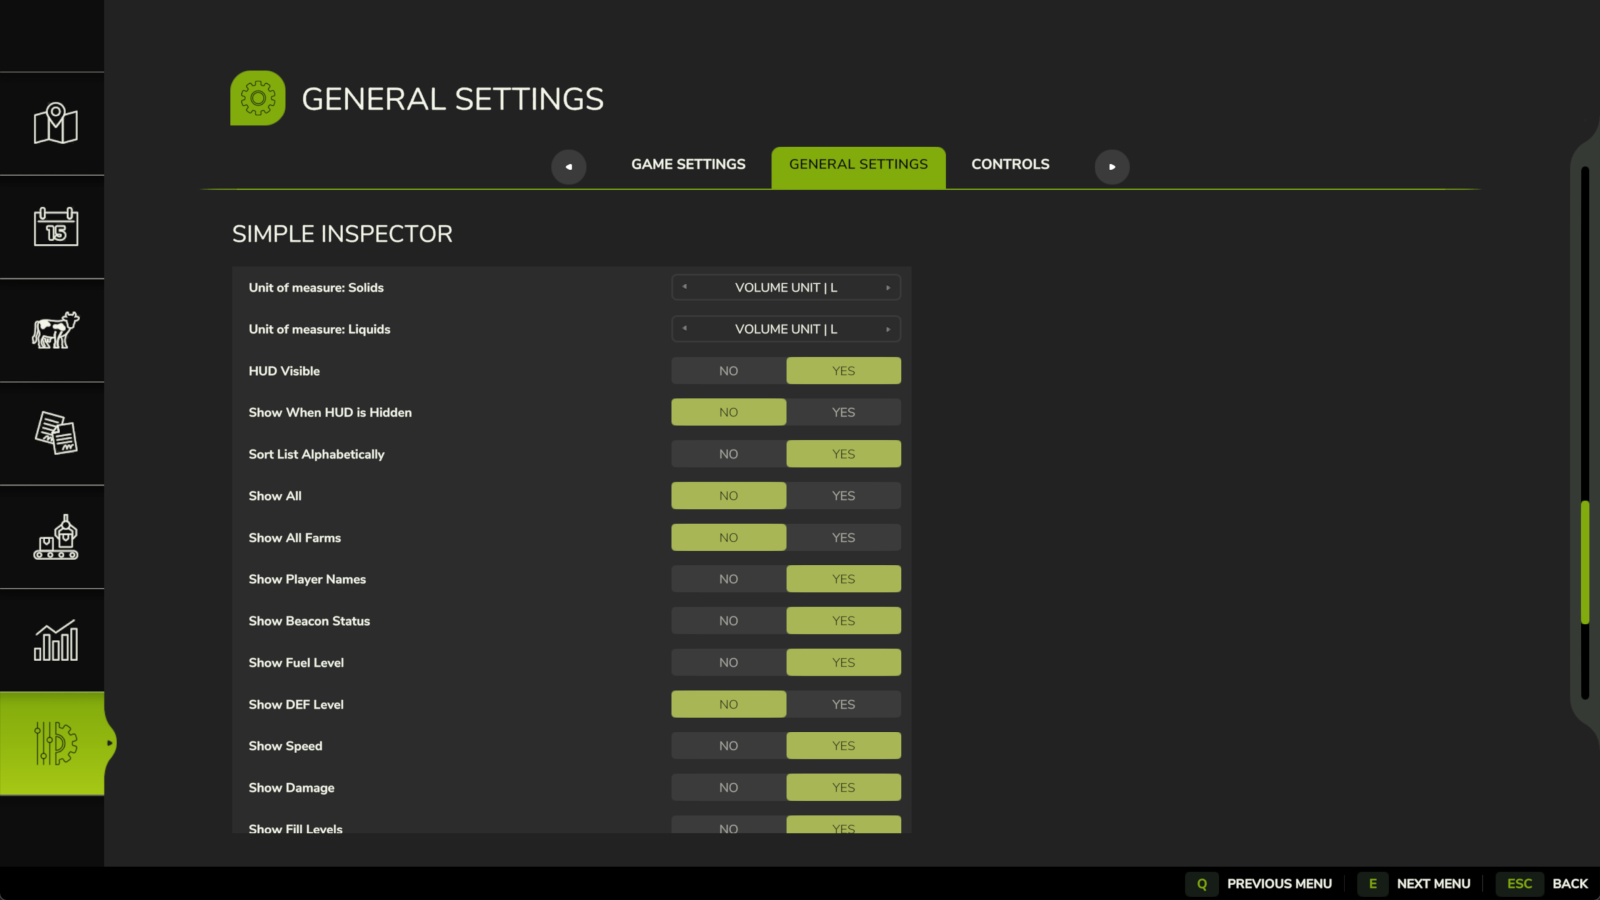 GENERAL SETTINGS
GAME SETTINGS GENERAL SETTINGS CONTROLS
15
SIMPLE INSPECTOR
Unit of measure: Solids VOLUME UNIT | L
Unit of measure: Liquids VOLUME UNIT | L
HUD Visible NO YES
Show When HUD is Hidden NO YES
Sort List Alphabetically NO YES
Show All NO YES
Show All Farms NO YES
Show Player Names NO YES
Show Beacon Status NO YES
Show Fuel Level NO YES
Show DEF Level NO YES
Show Speed NO YES
Show Damage NO YES
Show Fill Levels NO YES
Q PREVIOUS MENU E NEXT MENU ESC BACK